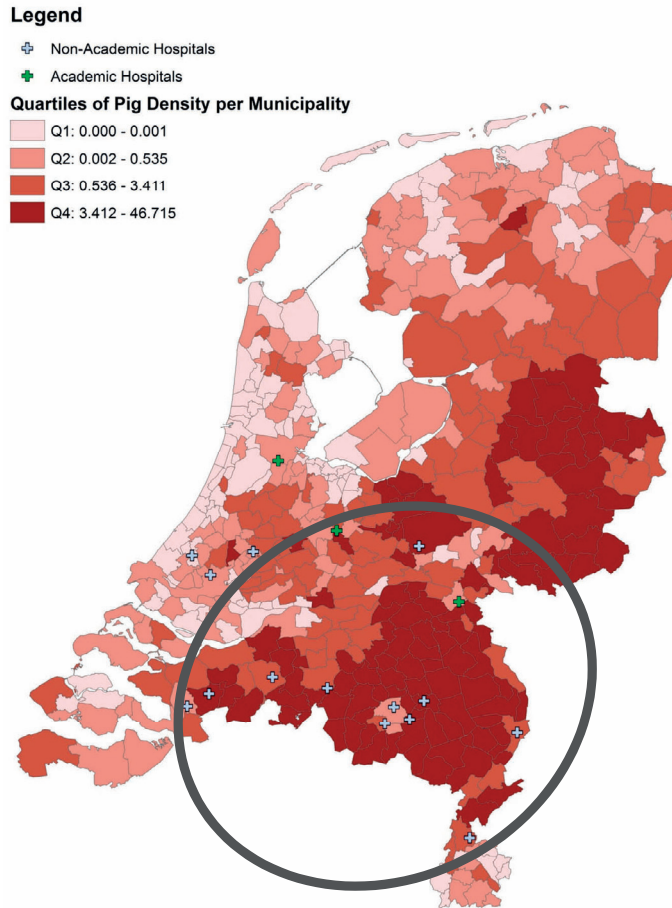 Legend
Non-Academic Hospitals
Academic Hospitals
Quartiles of Pig Density per Municipality
Q1: 0.000 - 0.001
Q2: 0.002 - 0.535
Q3: 0.536 - 3.411
Q4: 3.412 - 46.715